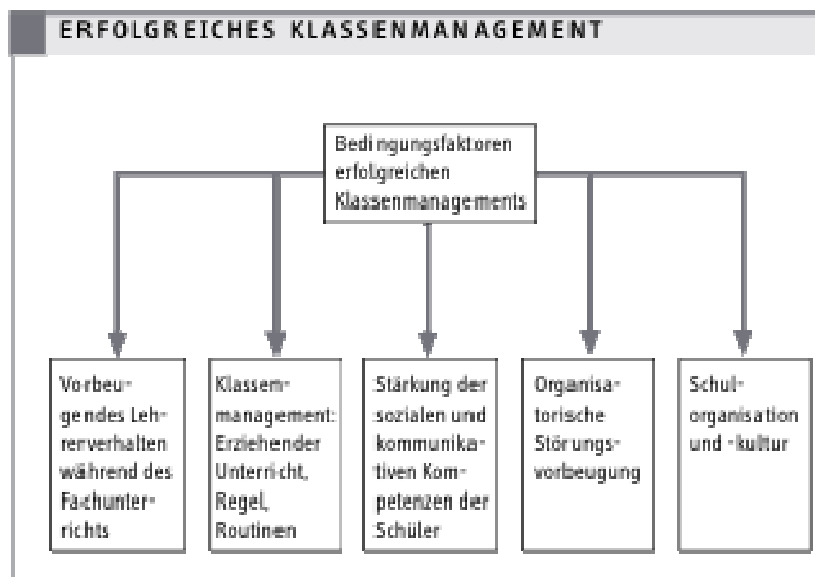 ERFOLGREICHES KLASSENMANAGEMENT
Bedingungsfaktoren
erfolgreichen
Klassenmanagements
Vorbeu-
gendes Leh-
rerverhalten
während des
Fachunter-
richts
Klassen-
management:
Erziehender
Unterricht,
Regel,
Routinen
Stärkung der
sozialen und
kommunika-
tiven Kom-
petenzen der
Schüler
Organisa-
torische
Störungs-
vorbeugung
Schul-
organisation
und -kultur